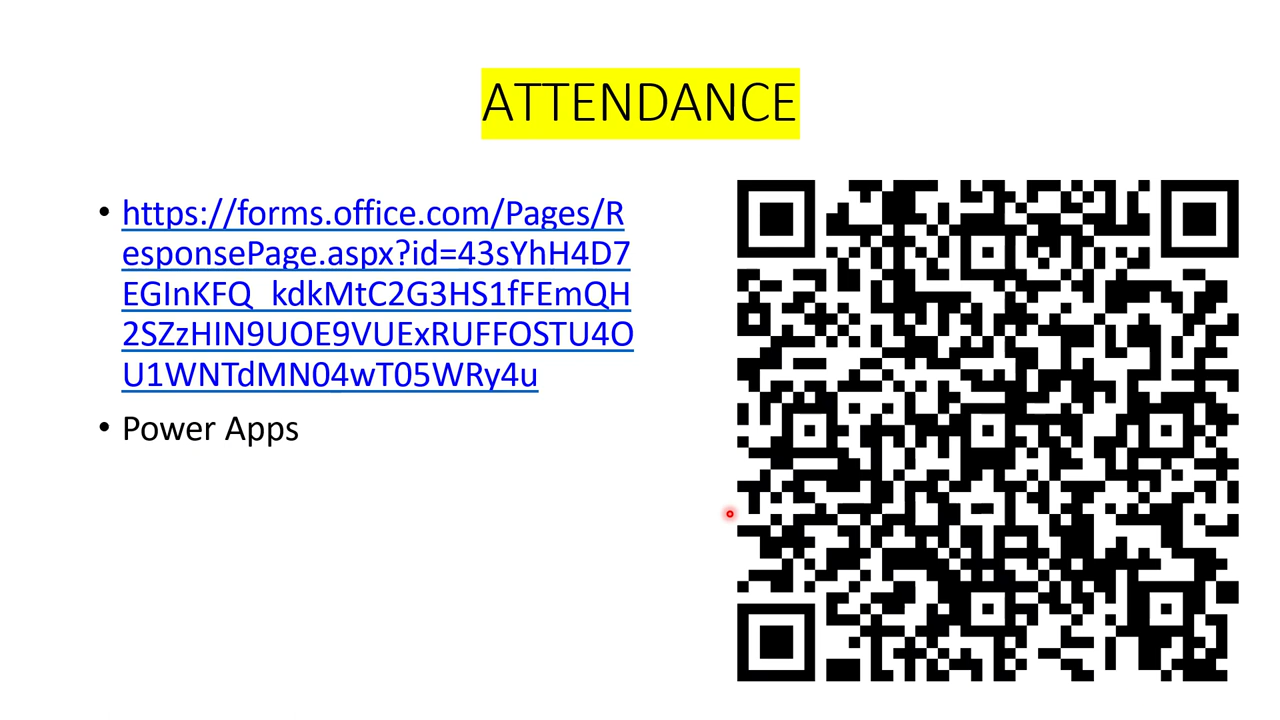 ATTENDANCE
• https://forms.office.com/Pages/R
esponsePage.aspx?id=43sYhH4D7
EGInKFQ_kdkMtC2G3HS1fFEmQH
2SZzHIN9UOE9VUExRUFFOSTU4O
U1WNTdMN04wT05WRy4u
• Power Apps